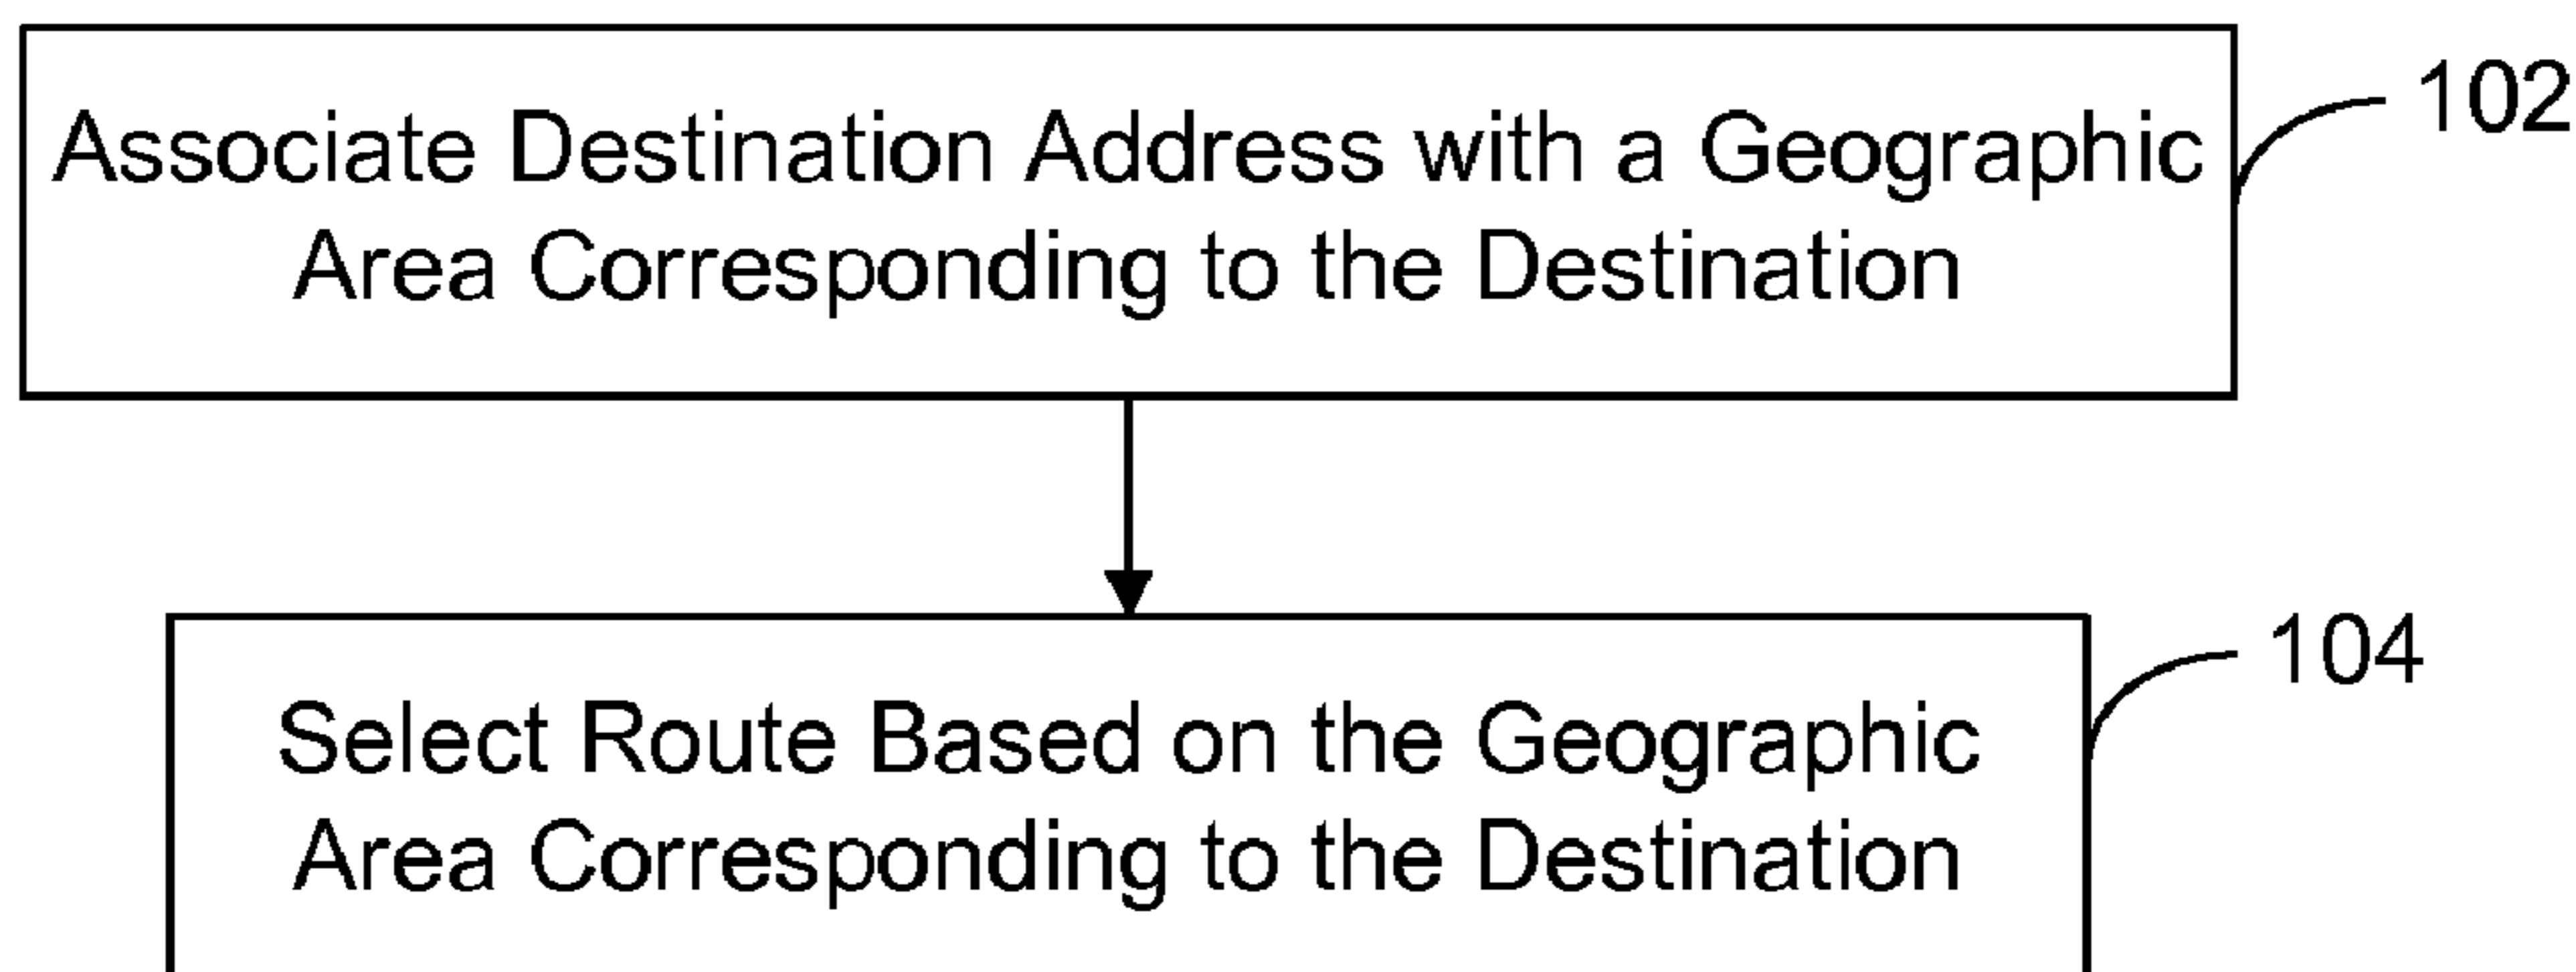 Associate Destination Address with a Geographic
Area Corresponding to the Destination
102
Select Route Based on the Geographic
Area Corresponding to the Destination
104